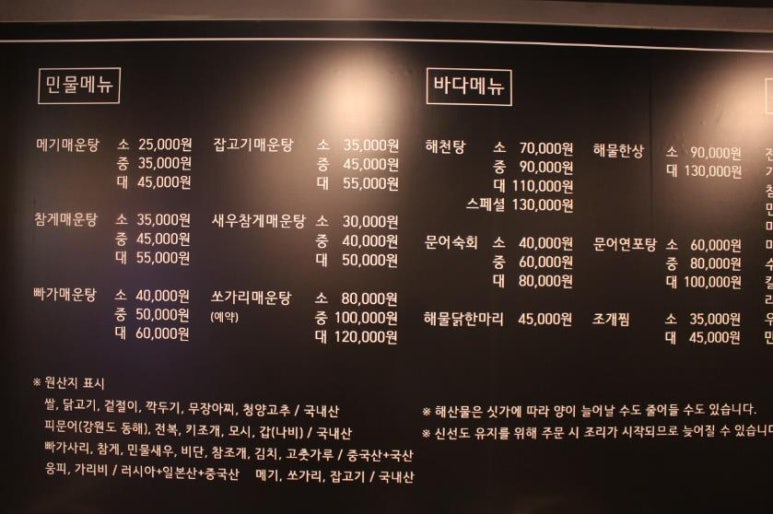 민물메뉴
메기매운탕 소 25,000원
중 35,000원
대 45,000원
잡고기매운탕 소 35,000원
중 45,000원
대 55,000원
참게매운탕 소 35,000원
중 45,000원
대 55,000원
새우참게매운탕 소 30,000원
중 40,000원
대 50,000원
빠가매운탕 소 40,000원
중 50,000원
대 60,000원
쏘가리매운탕 소 80,000원
(예약) 중 100,000원
대 120,000원
※ 원산지 표시
쌀, 닭고기, 겉절이, 깍두기, 무장아찌, 청양고추 / 국내산
피문어(강원도 동해), 전복, 키조개, 모시, 갑(나비) / 국내산
빠가사리, 참게, 민물새우, 비단, 참조개, 김치, 고춧가루 / 중국산+국산
웅피, 가리비 / 러시아+일본산+중국산 메기, 쏘가리, 잡고기 / 국내산
바다메뉴
해천탕 소 70,000원
중 90,000원
대 110,000원
스페셜 130,000원
해물한상 소 90,000원
대 130,000원
문어숙회 소 40,000원
중 60,000원
대 80,000원
문어연포탕 소 60,000원
중 80,000원
대 100,000원
해물닭한마리 45,000원
조개찜 소 35,000원
대 45,000원
※ 해산물은 싯가에 따라 양이 늘어날 수도 줄어들 수도 있습니다.
※ 신선도 유지를 위해 주문 시 조리가 시작되므로 늦어질 수 있습니다